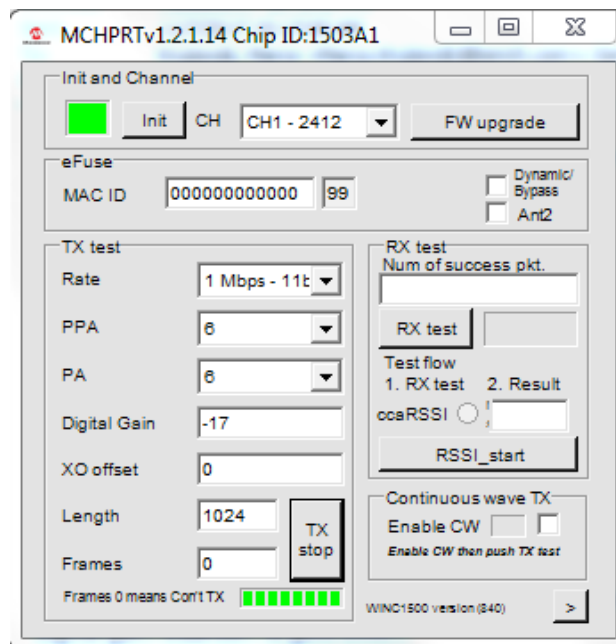 MCHPRTv1.2.1.14 Chip ID:1503A1
Init and Channel
Init CH CH1 - 2412 FW upgrade
eFuse
MAC ID 000000000000 99
Dynamic/
Bypass
Ant2
TX test
Rate 1 Mbps - 11b
PPA 6
PA 6
Digital Gain -17
XO offset 0
Length 1024
Frames 0
TX
stop
Frames 0 means Con't TX
RX test
Num of success pkt.
RX test
Test flow
1. RX test 2. Result
ccaRSSI
RSSI_start
Continuous wave TX
Enable CW
Enable CW then push TX test
WINC1500 version (840) >